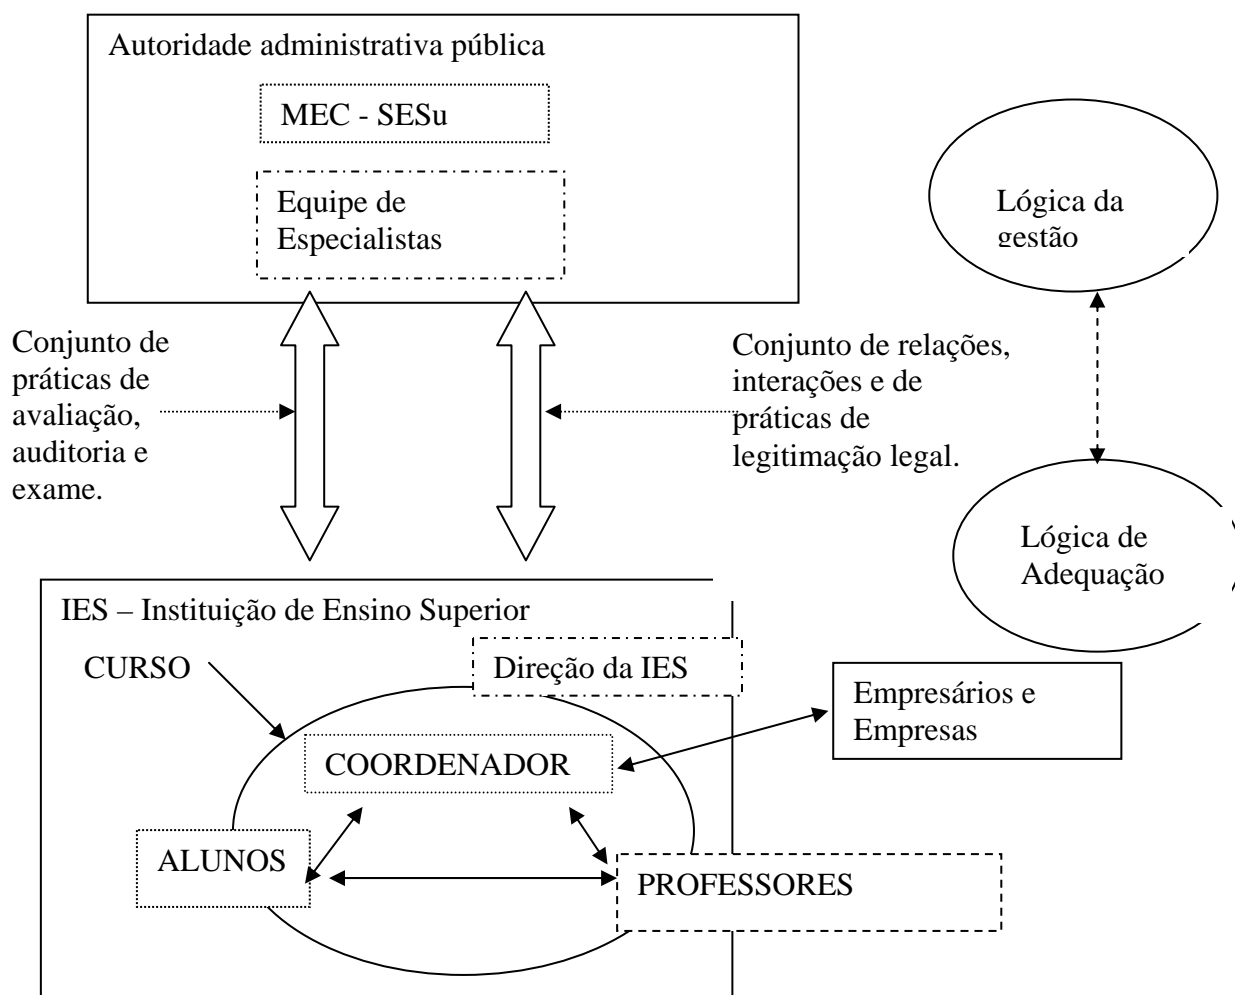 Autoridade administrativa pública
MEC - SESu
Equipe de
Especialistas
Lógica da
gestão
Conjunto de
práticas de
avaliação,
auditoria e
exame.
Conjunto de relações,
interações e de
práticas de
legitimação legal.
Lógica de
Adequação
IES – Instituição de Ensino Superior
CURSO
Direção da IES
Empresários e
Empresas
COORDENADOR
ALUNOS
PROFESSORES